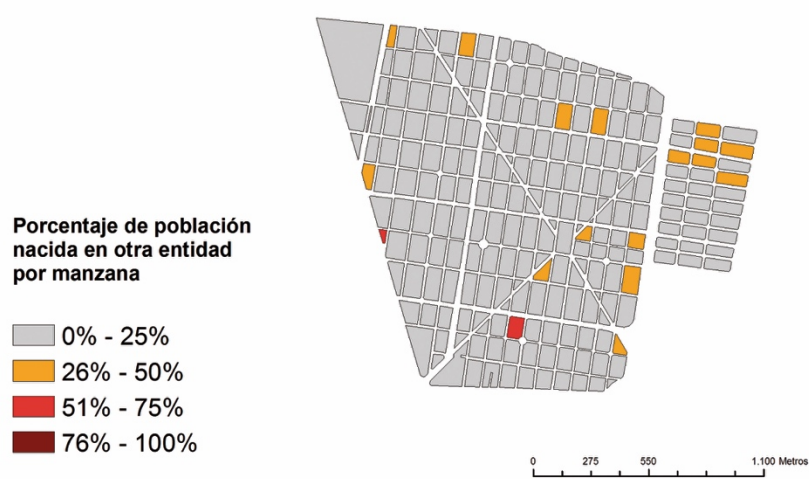 Porcentaje de población
nacida en otra entidad
por manzana
0% - 25%
26% - 50%
51% - 75%
76% - 100%
0 275 550 1.100 Metros